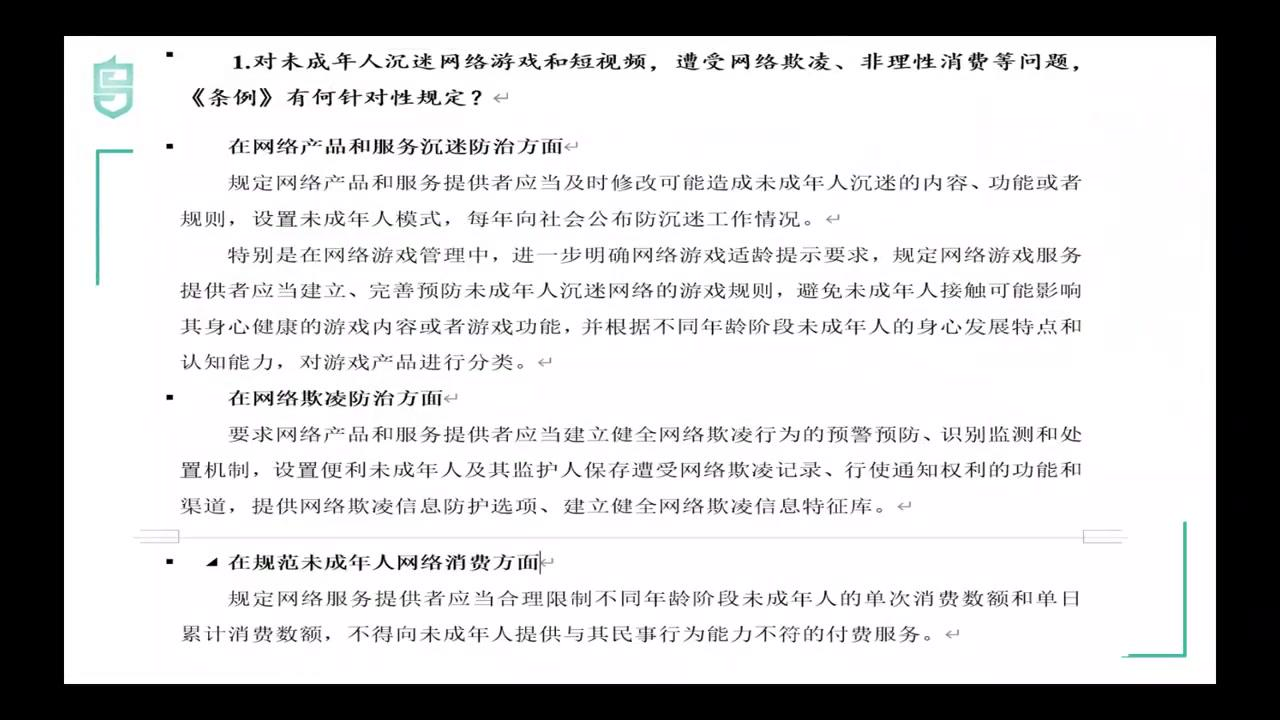 1.对未成年人沉迷网络游戏和短视频，遭受网络欺凌、非理性消费等问题，
《条例》有何针对性规定？
在网络产品和服务沉迷防治方面
规定网络产品和服务提供者应当及时修改可能造成未成年人沉迷的内容、功能或者
规则，设置未成年人模式，每年向社会公布防沉迷工作情况。
特别是在网络游戏管理中，进一步明确网络游戏适龄提示要求，规定网络游戏服务
提供者应当建立、完善预防未成年人沉迷网络的游戏规则，避免未成年人接触可能影响
其身心健康的游戏内容或者游戏功能，并根据不同年龄阶段未成年人的身心发展特点和
认知能力，对游戏产品进行分类。
在网络欺凌防治方面
要求网络产品和服务提供者应当建立健全网络欺凌行为的预警预防、识别监测和处
置机制，设置便利未成年人及其监护人保存遭受网络欺凌记录、行使通知权利的功能和
渠道，提供网络欺凌信息防护选项、建立健全网络欺凌信息特征库。
在规范未成年人网络消费方面
规定网络服务提供者应当合理限制不同年龄阶段未成年人的单次消费数额和单日
累计消费数额，不得向未成年人提供与其民事行为能力不符的付费服务。